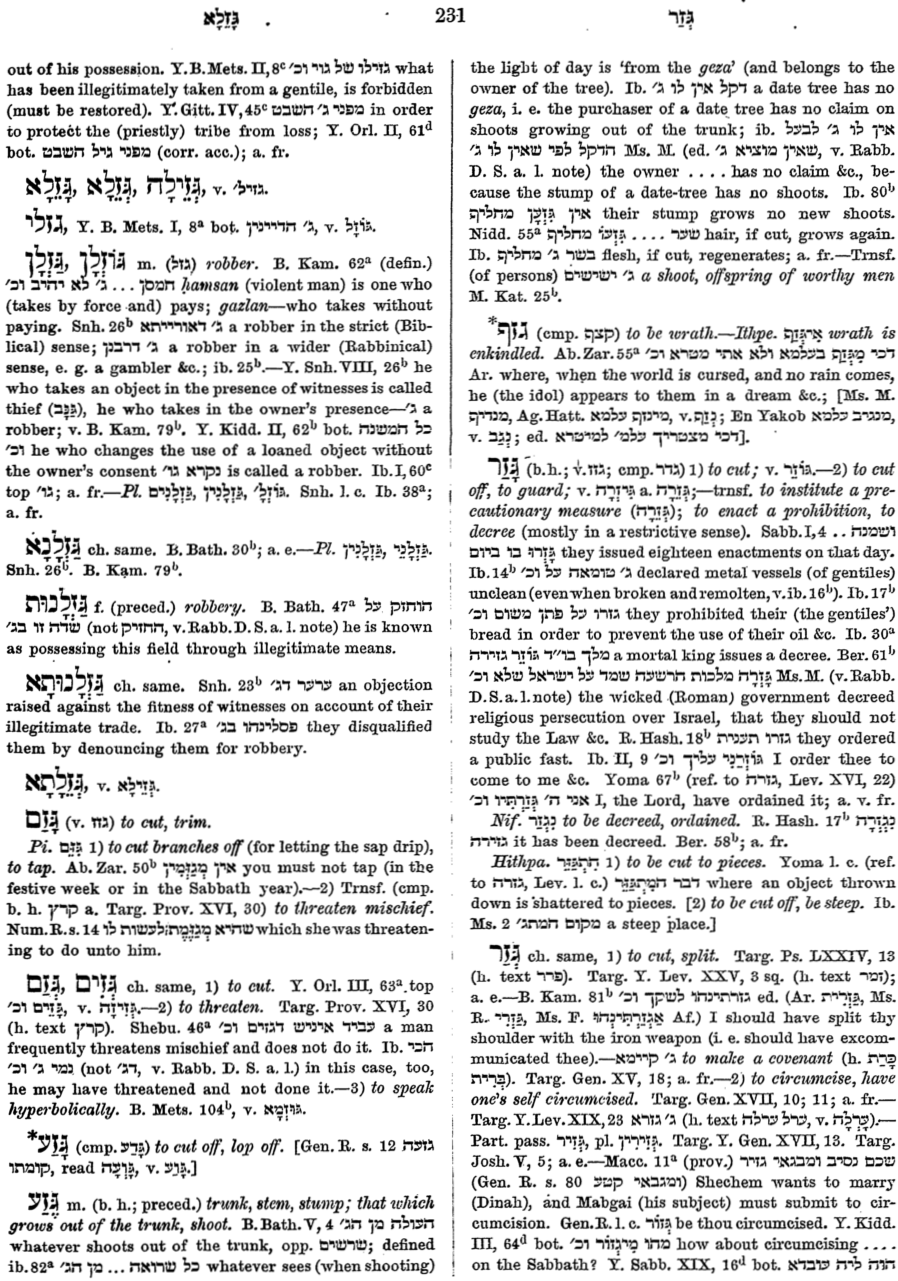 גָּזֵלָא
231
גְּזַר
out of his possession. Y. B. Mets. II, 8ᶜ גזילו של גוי וכ׳ what
has been illegitimately taken from a gentile, is forbidden
(must be restored). Y. Gitt. IV, 45ᶜ מפני ג׳ השבט in order
to protect the (priestly) tribe from loss; Y. Orl. II, 61ᵈ
bot. מפני גיל השבט (corr. acc.); a. fr.
גְּזֵילָה, גְּזֵלָא, גָּזֵלָא, v. גזיל׳.
גזלי, Y. B. Mets. I, 8ᵃ bot. ג׳ הדיינין, v. גּוֹזָל.
גּוֹזְלָן, גַּזְלָן m. (גזל) robber. B. Kam. 62ᵃ (defin.)
חמסן ... ג׳ לא יהיב וכ׳ ḥamsan (violent man) is one who
(takes by force and) pays; gazlan—who takes without
paying. Snh. 26ᵇ ג׳ דאורייתא a robber in the strict (Bib-
lical) sense; ג׳ דרבנן a robber in a wider (Rabbinical)
sense, e. g. a gambler &c.; ib. 25ᵇ.—Y. Snh. VIII, 26ᵇ he
who takes an object in the presence of witnesses is called
thief (גַּנָּב), he who takes in the owner's presence—ג׳ a
robber; v. B. Kam. 79ᵇ. Y. Kidd. II, 62ᵇ bot. כל המשנה
וכ׳ he who changes the use of a loaned object without
the owner's consent נקרא גו׳ is called a robber. Ib. I, 60ᶜ
top גו׳; a. fr.—Pl. גַּזְלָנִים, גַּזְלָנִין, גּוֹזְל׳. Snh. l. c. Ib. 38ᵃ;
a. fr.
גַּזְלָנָא ch. same. B. Bath. 30ᵇ; a. e.—Pl. גַּזְלָנֵי, גַּזְלָנִין.
Snh. 26ᵇ. B. Kam. 79ᵇ.
גַּזְלָנוּת f. (preced.) robbery. B. Bath. 47ᵃ הוחזק על
שדה זו בג׳ (not החזיק, v. Rabb. D. S. a. l. note) he is known
as possessing this field through illegitimate means.
גַּזְלָנוּתָא ch. same. Snh. 23ᵇ ערער דג׳ an objection
raised against the fitness of witnesses on account of their
illegitimate trade. Ib. 27ᵃ פסלינהו בג׳ they disqualified
them by denouncing them for robbery.
גְּזֵלְתָא, v. גְּזֵילָא.
גָּזַם (v. גזז) to cut, trim.
Pi. גִּזֵּם 1) to cut branches off (for letting the sap drip),
to tap. Ab. Zar. 50ᵇ אין מְגַזְּמִין you must not tap (in the
festive week or in the Sabbath year).—2) Trnsf. (cmp.
b. h. קרץ a. Targ. Prov. XVI, 30) to threaten mischief.
Num. R. s. 14 שהיא מְגַזֶּמֶת לעשות לו which she was threaten-
ing to do unto him.
גְּזַם, גְּזֵים ch. same, 1) to cut. Y. Orl. III, 63ᵃ top
גְּזֵים וכ׳, v. גְּזִיזָה.—2) to threaten. Targ. Prov. XVI, 30
(h. text קרץ). Shebu. 46ᵃ עביד איניש דגזים וכ׳ a man
frequently threatens mischief and does not do it. Ib. הכי
נמי ג׳ וכ׳ (not דג׳, v. Rabb. D. S. a. l.) in this case, too,
he may have threatened and not done it.—3) to speak
hyperbolically. B. Mets. 104ᵇ, v. גּוּזְמָא.
*גָּזַע (cmp. גָּדַע) to cut off, lop off. [Gen. R. s. 12 גזעה
קומתו, read גָּוְעָה, v. גָּוַע.]
גֶּזַע m. (b. h.; preced.) trunk, stem, stump; that which
grows out of the trunk, shoot. B. Bath. V, 4 העולה מן הג׳
whatever shoots out of the trunk, opp. שרשים; defined
ib. 82ᵃ כל שרואה ... מן הג׳ whatever sees (when shooting)
the light of day is 'from the geza' (and belongs to the
owner of the tree). Ib. דקל אין לו ג׳ a date tree has no
geza, i. e. the purchaser of a date tree has no claim on
shoots growing out of the trunk; ib. אין לו ג׳ לבעל
הדקל לפי שאין לו ג׳ Ms. M. (ed. שאין מוציא ג׳, v. Rabb.
D. S. a. l. note) the owner .... has no claim &c., be-
cause the stump of a date-tree has no shoots. Ib. 80ᵇ
אין גִּזְעָן מחליף their stump grows no new shoots.
Nidd. 55ᵃ שער .... גִּזְעוֹ מחליף hair, if cut, grows again.
Ib. בשר ג׳ מחליף flesh, if cut, regenerates; a. fr.—Trnsf.
(of persons) ג׳ ישישים a shoot, offspring of worthy men
M. Kat. 25ᵇ.
*גזף (cmp. קצף) to be wrath.—Ithpe. אִיגְּזֵף wrath is
enkindled. Ab. Zar. 55ᵃ דכי מִגְּזֵף בעלמא ולא אתי מטרא וכ׳
Ar. where, when the world is cursed, and no rain comes,
he (the idol) appears to them in a dream &c.; [Ms. M.
מנדיף, Ag. Hatt. מינזף עלמא, v. נְזַף; En Yakob מנגיב עלמא,
v. נְגַב; ed. דכי מצטריך עלמ׳ למיטרא].
גָּזַר (b. h.; v. גזז; cmp. גדר) 1) to cut; v. גּוֹזֵר.—2) to cut
off, to guard; v. גִּיזְרָה a. גְּזֵרָה;—trnsf. to institute a pre-
cautionary measure (גְּזֵרָה); to enact a prohibition, to
decree (mostly in a restrictive sense). Sabb. I, 4 .. ושמנה
גָּזְרוּ בו ביום they issued eighteen enactments on that day.
Ib. 14ᵇ ג׳ טומאה על וכ׳ declared metal vessels (of gentiles)
unclean (even when broken and remolten, v. ib. 16ᵇ). Ib. 17ᵇ
גזרו על פתן משום וכ׳ they prohibited their (the gentiles')
bread in order to prevent the use of their oil &c. Ib. 30ᵃ
מלך בו״ד גּוֹזֵר גזירה a mortal king issues a decree. Ber. 61ᵇ
גָּזְרָה מלכות הרשעה שמד על ישראל שלא וכ׳ Ms. M. (v. Rabb.
D. S. a. l. note) the wicked (Roman) government decreed
religious persecution over Israel, that they should not
study the Law &c. R. Hash. 18ᵇ גזרו תענית they ordered
a public fast. Ib. II, 9 גּוֹזְרַנִי עליך וכ׳ I order thee to
come to me &c. Yoma 67ᵇ (ref. to גזרה, Lev. XVI, 22)
אני ה׳ גְּזַרְתִּיו וכ׳ I, the Lord, have ordained it; a. v. fr.
Nif. נִגְזַר to be decreed, ordained. R. Hash. 17ᵇ נִגְזְרָה
גזירה it has been decreed. Ber. 58ᵇ; a. fr.
Hithpa. הִתְגַּזֵּר 1) to be cut to pieces. Yoma l. c. (ref.
to גזרה, Lev. l. c.) דבר המִתְגַּזֵּר where an object thrown
down is shattered to pieces. [2) to be cut off, be steep. Ib.
Ms. 2 מקום המתג׳ a steep place.]
גְּזַר ch. same, 1) to cut, split. Targ. Ps. LXXIV, 13
(h. text פרר). Targ. Y. Lev. XXV, 3 sq. (h. text זמר);
a. e.—B. Kam. 81ᵇ גזרתינהו לשקך וכ׳ ed. (Ar. גְּזָרִית, Ms.
R. גְּזָרֵי־, Ms. F. אֲגְזַרְתִּינְהוּ Af.) I should have split thy
shoulder with the iron weapon (i. e. should have excom-
municated thee).—ג׳ קיימא to make a covenant (h. כָּרַת
בְּרִית). Targ. Gen. XV, 18; a. fr.—2) to circumcise, have
one's self circumcised. Targ. Gen. XVII, 10; 11; a. fr.—
Targ. Y. Lev. XIX, 23 ג׳ גזרא (h. text ערל ערלה, v. עָרְלָה).—
Part. pass. גְּזִיר, pl. גְּזִירִין. Targ. Y. Gen. XVII, 13. Targ.
Josh. V, 5; a. e.—Macc. 11ᵃ (prov.) שכם נסיב ומבגאי גזיר
(Gen. R. s. 80 ומגבאי קטע) Shechem wants to marry
(Dinah), and Mabgai (his subject) must submit to cir-
cumcision. Gen. R. l. c. גְּזוֹר be thou circumcised. Y. Kidd.
III, 64ᵈ bot. מהו מִיגְזוֹר וכ׳ how about circumcising ....
on the Sabbath? Y. Sabb. XIX, 16ᵈ bot. הוה ליה עובדא